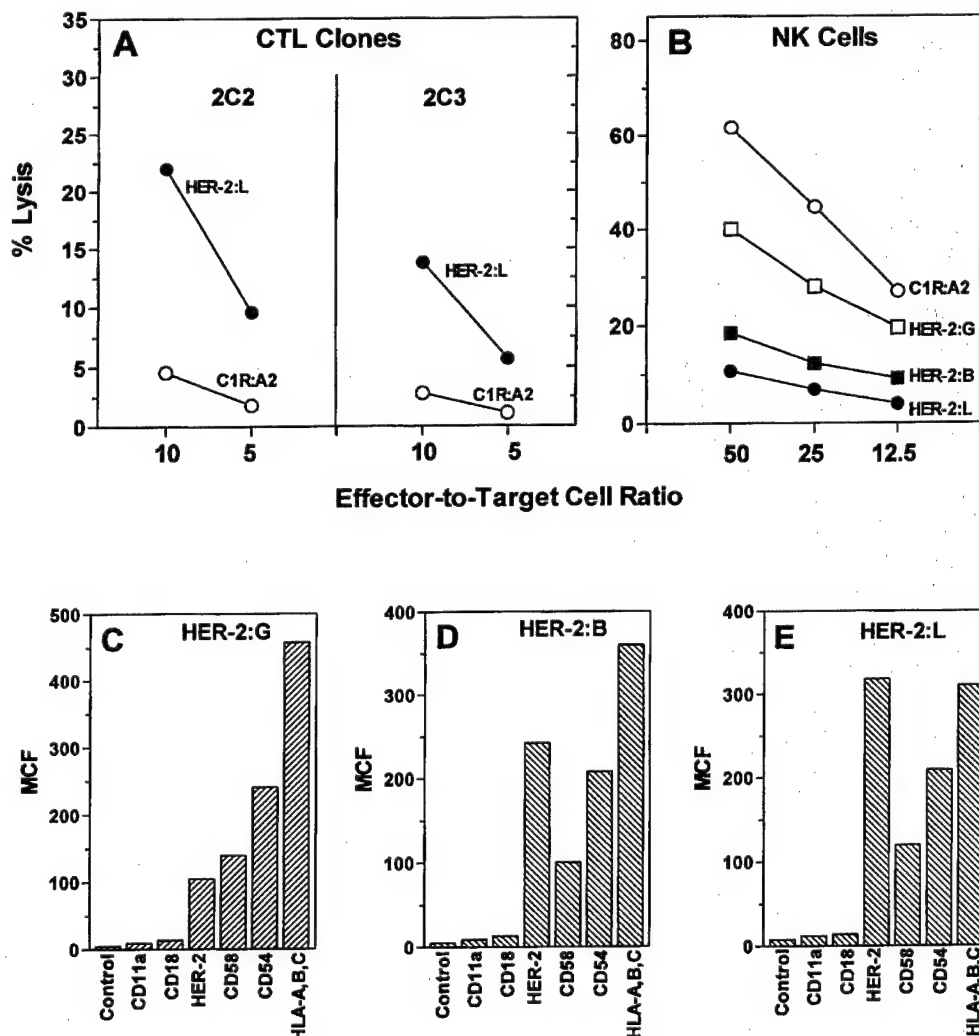 A CTL Clones
2C2 2C3
35
30
25
20
15
10
5
0
% Lysis
HER-2:L
C1R:A2
HER-2:L
C1R:A2
10 5 10 5
B NK Cells
80
60
40
20
0
C1R:A2
HER-2:G
HER-2:B
HER-2:L
50 25 12.5
Effector-to-Target Cell Ratio
C HER-2:G
500
400
300
200
100
0
MCF
Control
CD11a
CD18
HER-2
CD58
CD54
HLA-A,B,C
D HER-2:B
400
300
200
100
0
MCF
Control
CD11a
CD18
HER-2
CD58
CD54
HLA-A,B,C
E HER-2:L
400
300
200
100
0
MCF
Control
CD11a
CD18
HER-2
CD58
CD54
HLA-A,B,C